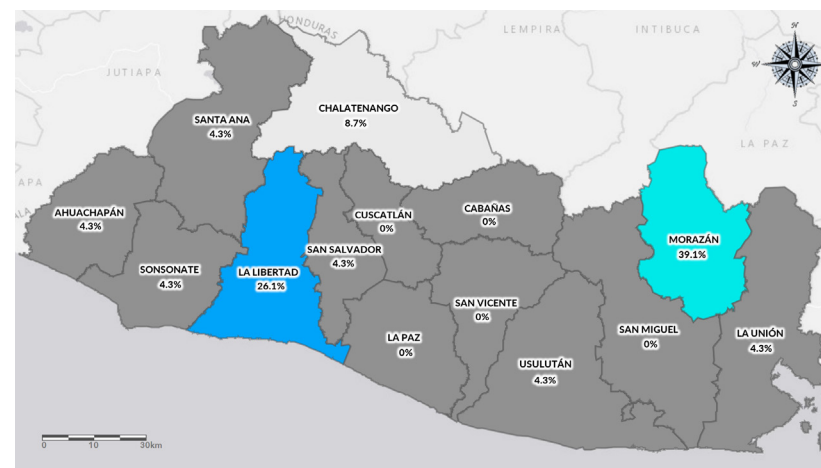 HONDURAS
LEMPIRA
INTIBUCA
N
W
S
JUTIAPA
CHALATENANGO
8.7%
SANTA ANA
4.3%
LA PAZ
APA
AHUACHAPÁN
4.3%
CUSCATLÁN
0%
CABAÑAS
0%
MORAZÁN
39.1%
SAN SALVADOR
4.3%
SONSONATE
4.3%
LA LIBERTAD
26.1%
SAN VICENTE
0%
LA PAZ
0%
SAN MIGUEL
0%
LA UNIÓN
4.3%
USULUTÁN
4.3%
0 10 30km